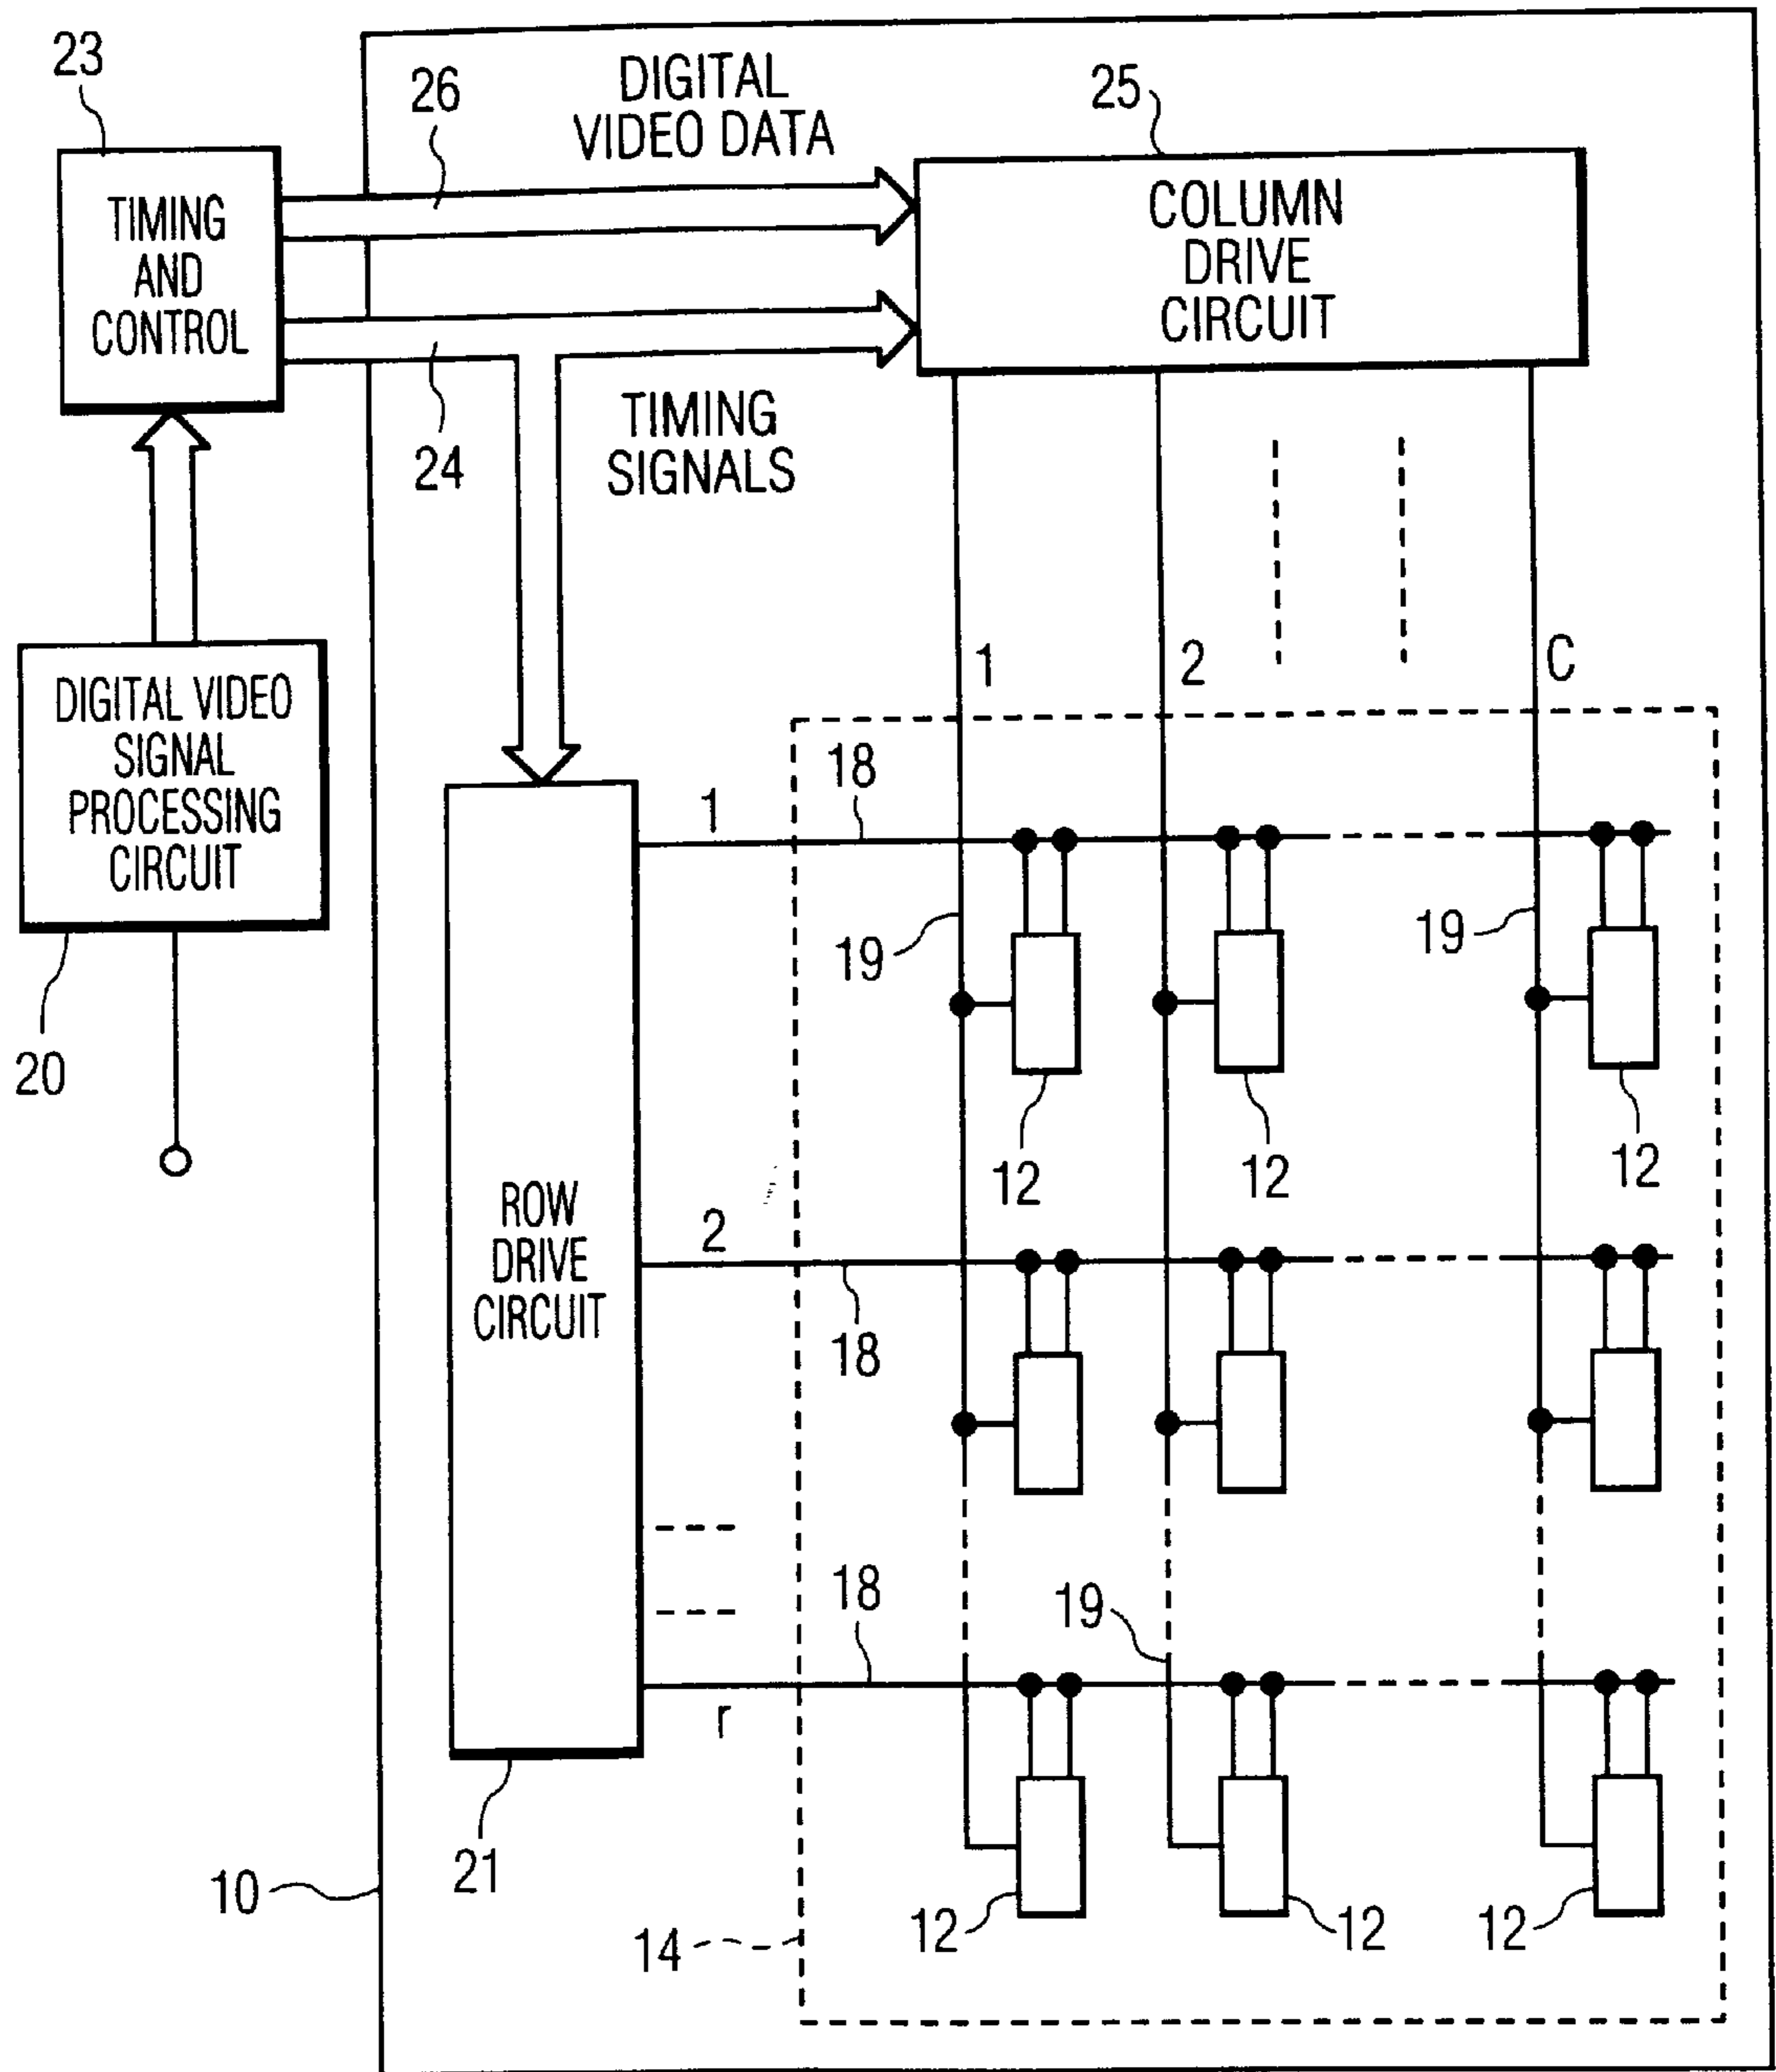 23
26
DIGITAL
VIDEO DATA
25
TIMING
AND
CONTROL
COLUMN
DRIVE
CIRCUIT
24
TIMING
SIGNALS
1
2
C
DIGITAL VIDEO
SIGNAL
PROCESSING
CIRCUIT
20
1
18
19
19
12
12
12
ROW
DRIVE
CIRCUIT
2
18
18
19
r
21
10
14
12
12
12